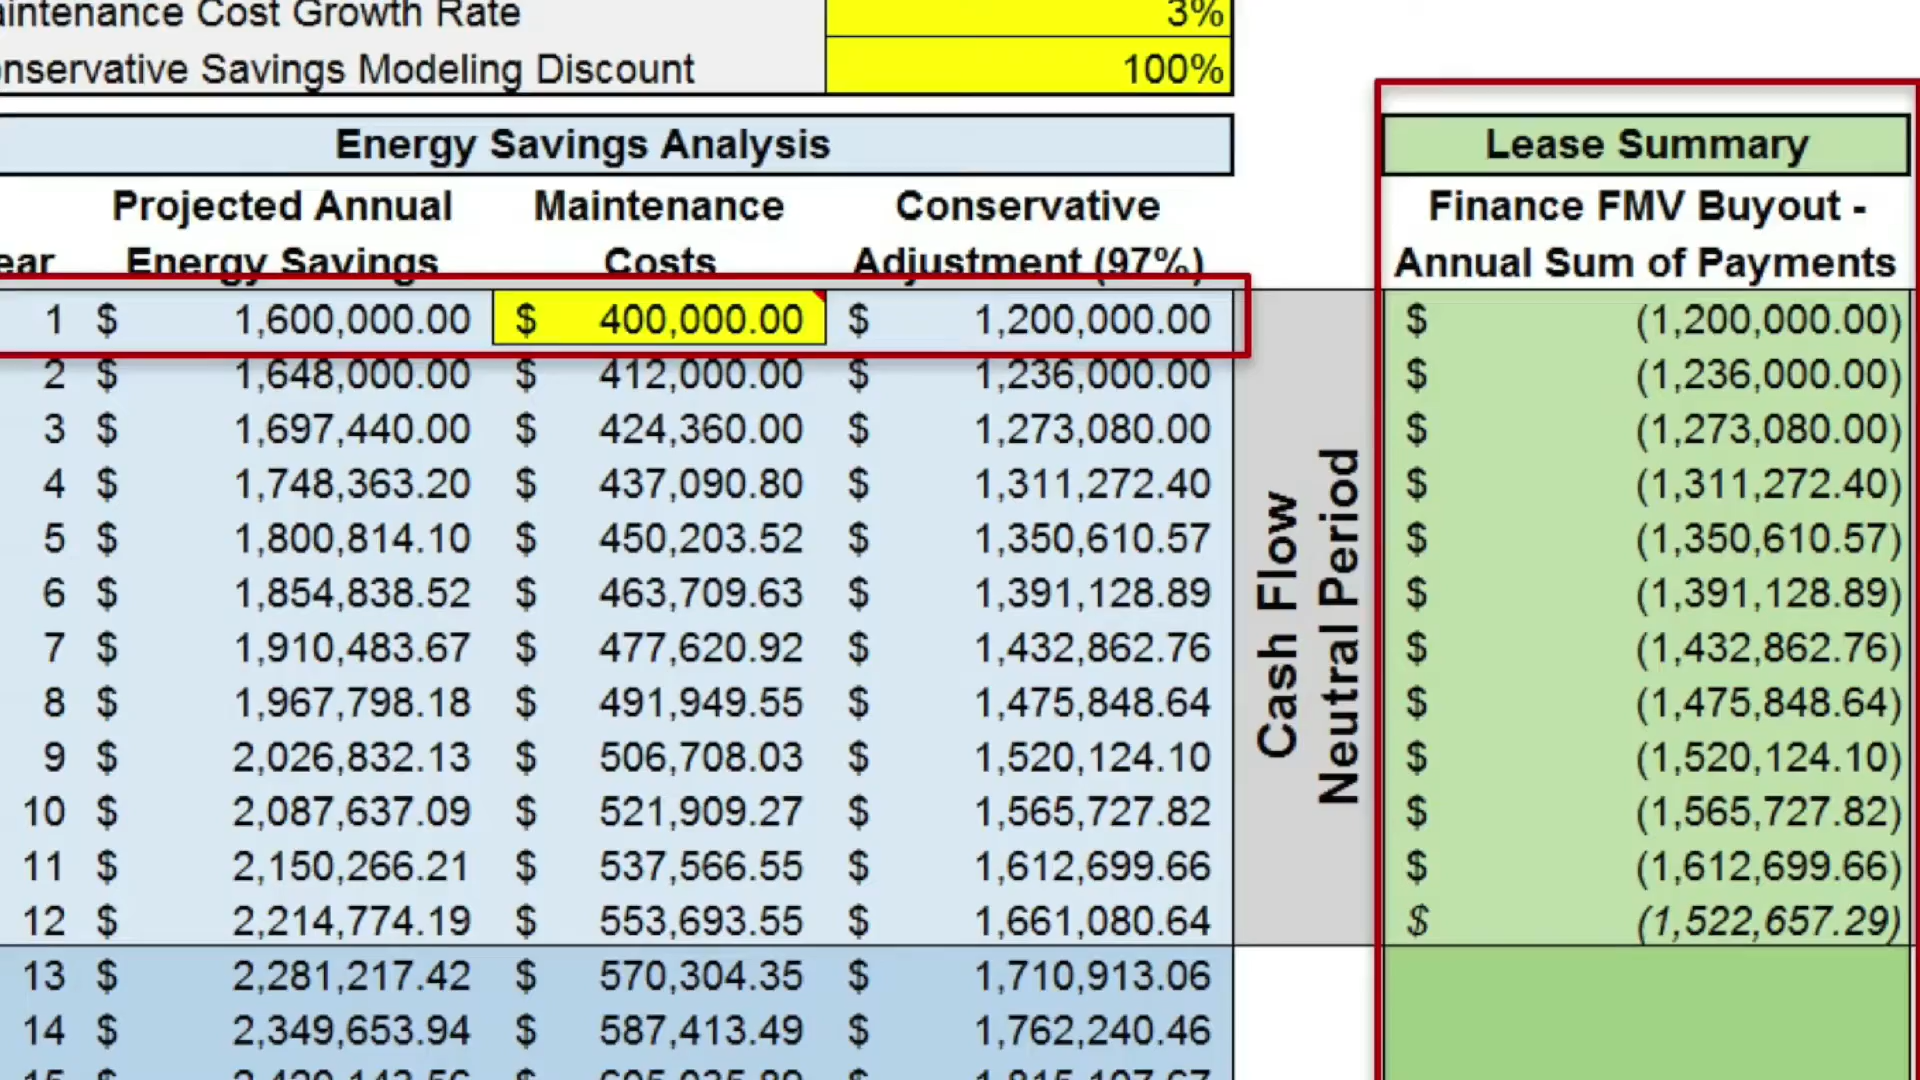 aintenance Cost Growth Rate 3%
onservative Savings Modeling Discount 100%
Energy Savings Analysis Lease Summary
Projected Annual Maintenance Conservative Finance FMV Buyout -
ear Energy Savings Costs Adjustment (97%) Annual Sum of Payments
1 $ 1,600,000.00 $ 400,000.00 $ 1,200,000.00 $ (1,200,000.00)
2 $ 1,648,000.00 $ 412,000.00 $ 1,236,000.00 $ (1,236,000.00)
3 $ 1,697,440.00 $ 424,360.00 $ 1,273,080.00 $ (1,273,080.00)
4 $ 1,748,363.20 $ 437,090.80 $ 1,311,272.40 $ (1,311,272.40)
5 $ 1,800,814.10 $ 450,203.52 $ 1,350,610.57 $ (1,350,610.57)
6 $ 1,854,838.52 $ 463,709.63 $ 1,391,128.89 $ (1,391,128.89)
7 $ 1,910,483.67 $ 477,620.92 $ 1,432,862.76 $ (1,432,862.76)
8 $ 1,967,798.18 $ 491,949.55 $ 1,475,848.64 $ (1,475,848.64)
9 $ 2,026,832.13 $ 506,708.03 $ 1,520,124.10 $ (1,520,124.10)
10 $ 2,087,637.09 $ 521,909.27 $ 1,565,727.82 $ (1,565,727.82)
11 $ 2,150,266.21 $ 537,566.55 $ 1,612,699.66 $ (1,612,699.66)
12 $ 2,214,774.19 $ 553,693.55 $ 1,661,080.64 $ (1,522,657.29)
13 $ 2,281,217.42 $ 570,304.35 $ 1,710,913.06
14 $ 2,349,653.94 $ 587,413.49 $ 1,762,240.46
Cash Flow
Neutral Period